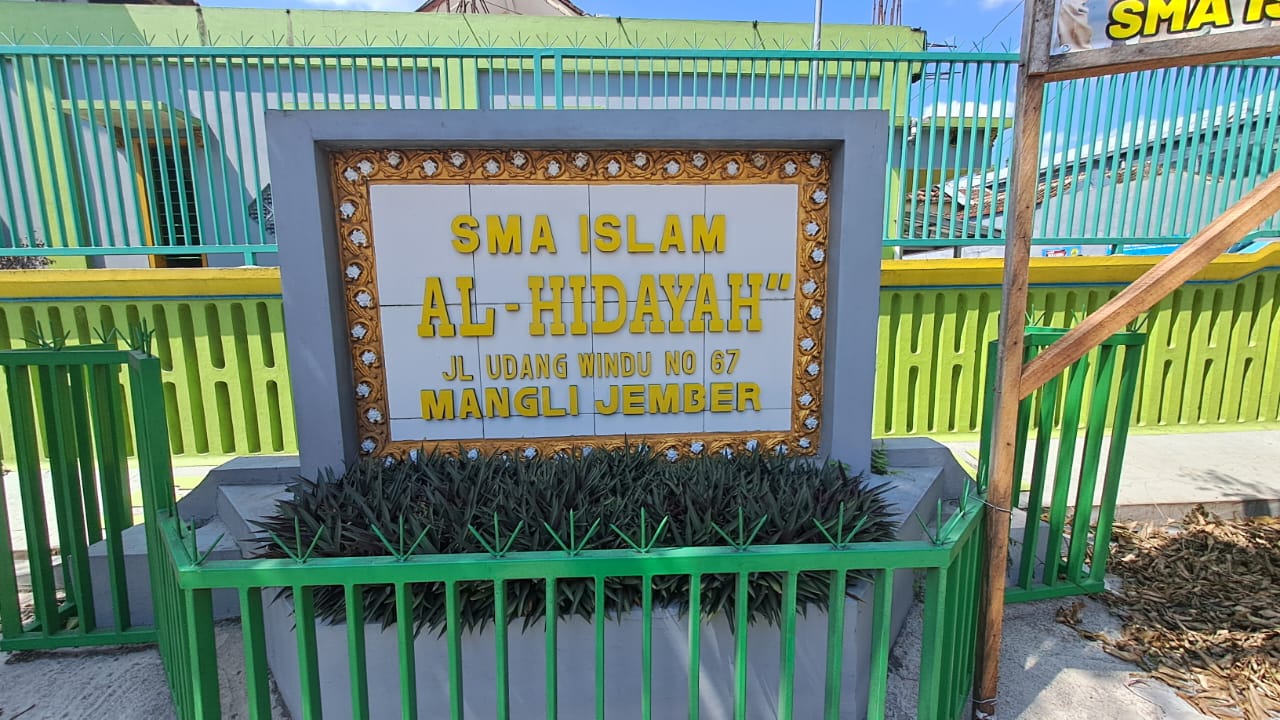 SMA ISLAM
AL-HIDAYAH"
JL UDANG WINDU NO 67
MANGLI JEMBER
SMA